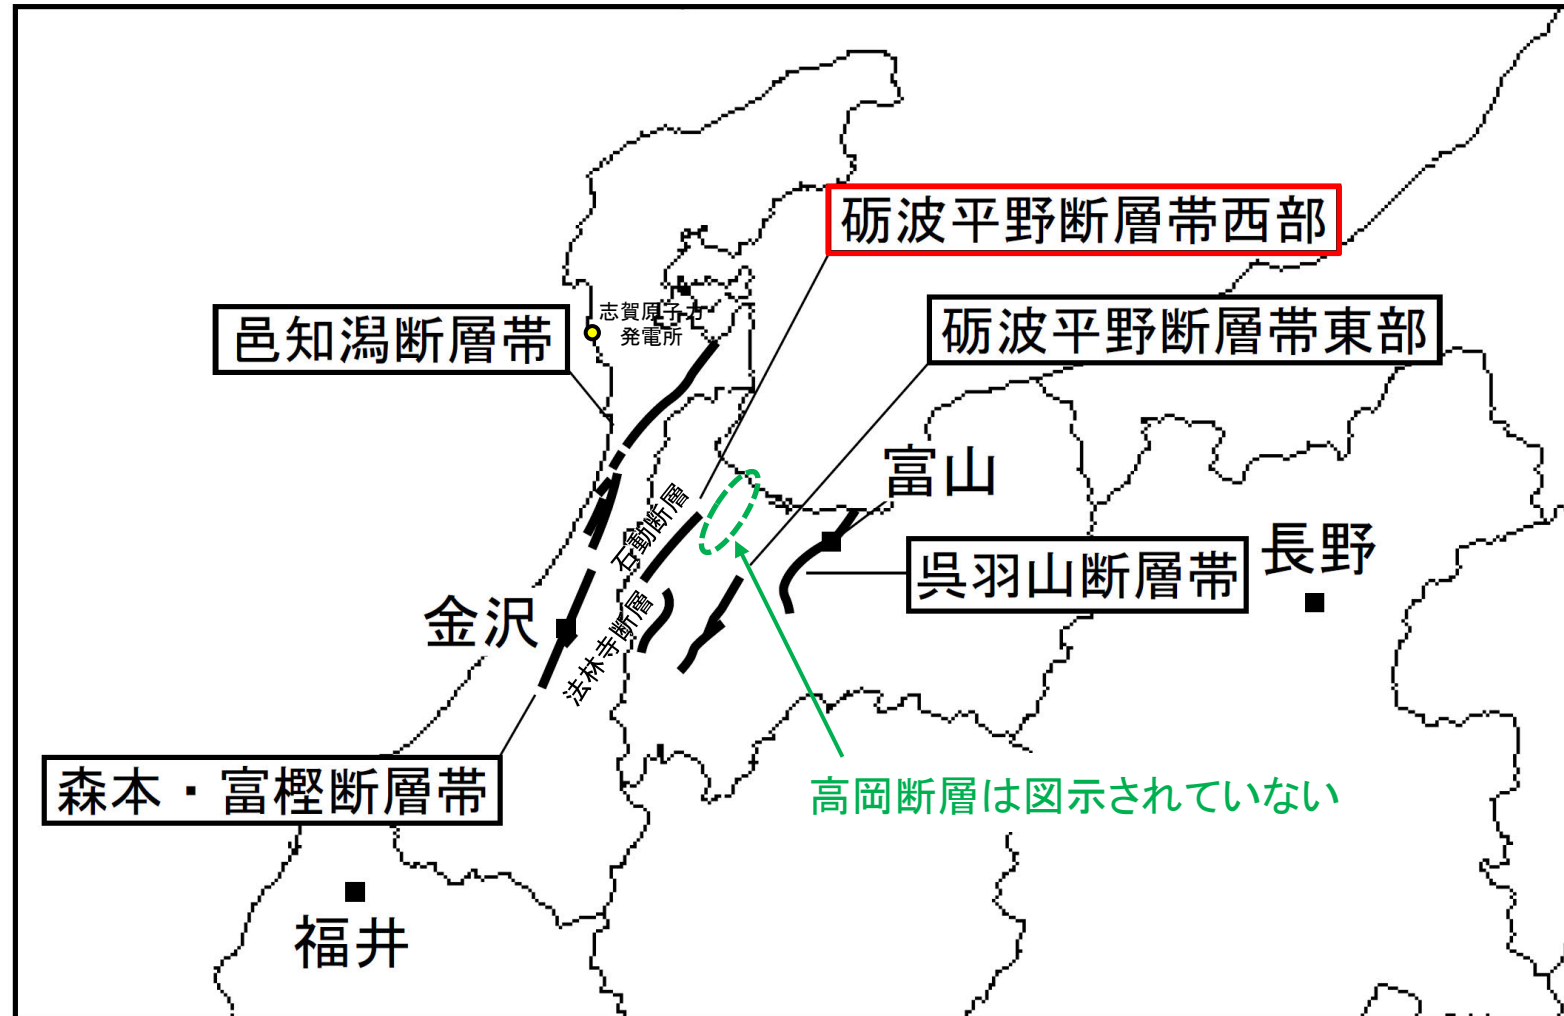 砺波平野断層帯西部
志賀原子力
発電所
邑知潟断層帯
砺波平野断層帯東部
富山
石動断層
長野
呉羽山断層帯
金沢
法林寺断層
森本・富樫断層帯
高岡断層は図示されていない
福井